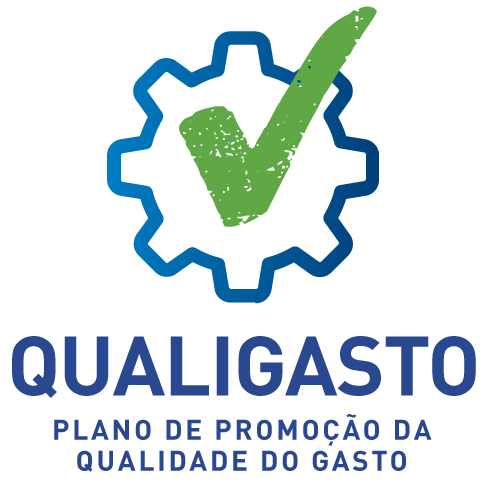 QUALIGASTO
PLANO DE PROMOÇÃO DA
QUALIDADE DO GASTO